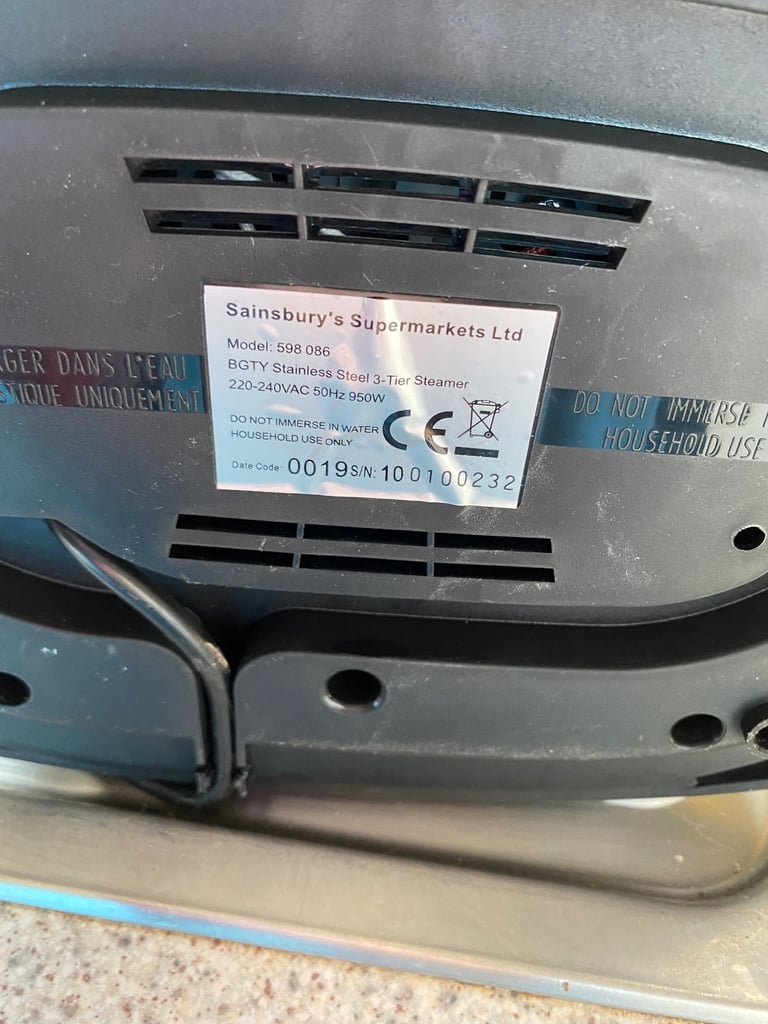 Sainsbury's Supermarkets Ltd
Model: 598 086
BGTY Stainless Steel 3-Tier Steamer
220-240VAC 50Hz 950W
DO NOT IMMERSE IN WATER
HOUSEHOLD USE ONLY
CE
Date Code: 0019 S/N: 100100232
GER DANS L'EAU
STIQUE UNIQUEMENT
DO NOT IMMERSE
HOUSEHOLD USE